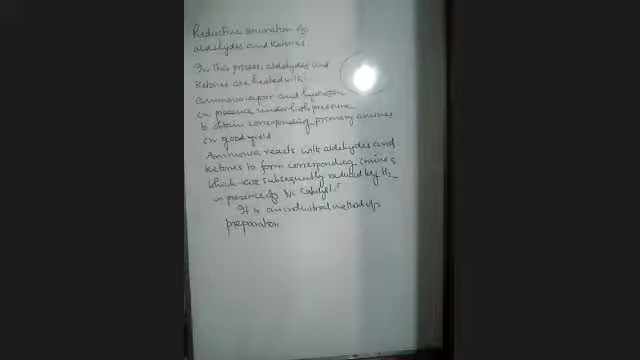 Reductive amination of
aldehydes and ketones.
In this process, aldehydes and
ketones are heated with
ammonia vapour and hydrogen
in presence under high pressure
to obtain corresponding primary amines
in good yield
Ammonia reacts with aldehydes and
ketones to form corresponding imines
which are subsequently reduced by H2
in presence of Ni catalyst.
It is an industrial method of
preparation